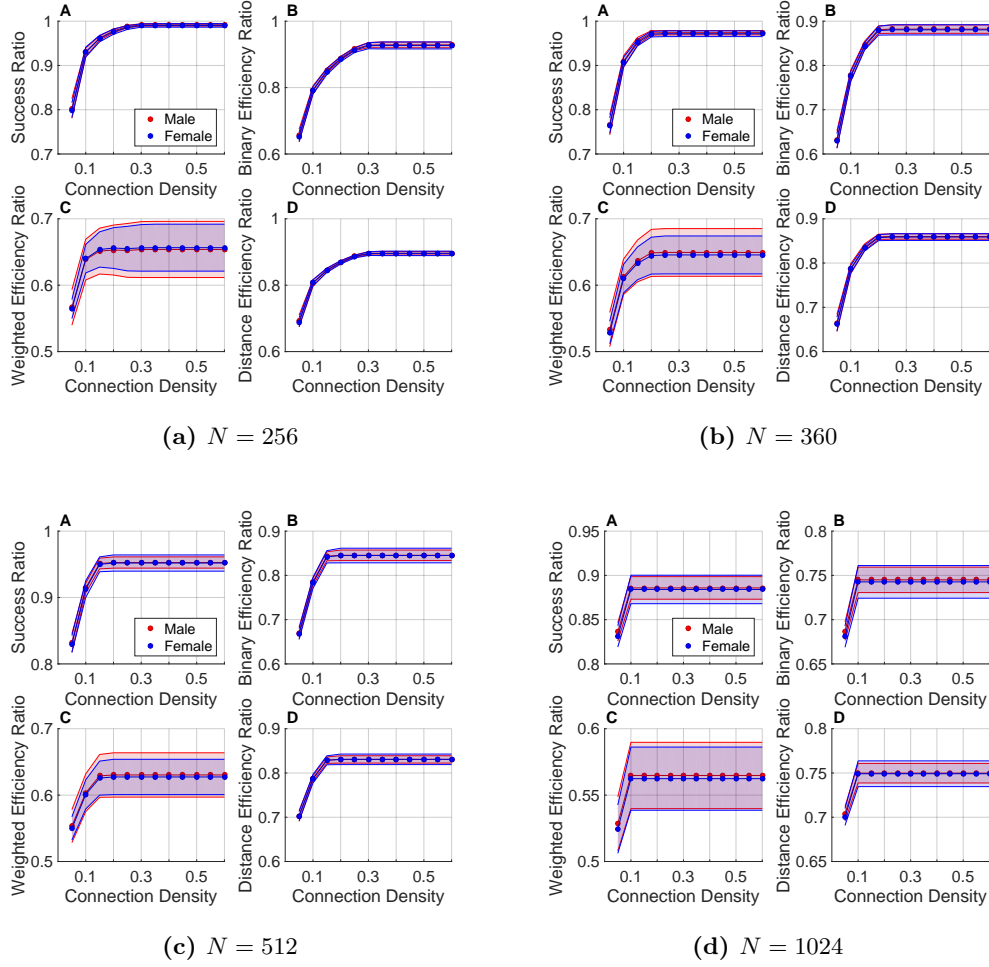 A
Success Ratio
1
0.9
0.8
0.7
0.1 0.3 0.5
Connection Density
Male
Female
B
Binary Efficiency Ratio
1
0.8
0.6
0.1 0.3 0.5
Connection Density
C
Weighted Efficiency Ratio
0.7
0.6
0.5
0.1 0.3 0.5
Connection Density
D
Distance Efficiency Ratio
1
0.8
0.6
0.1 0.3 0.5
Connection Density
(a) N = 256
A
Success Ratio
1
0.9
0.8
0.7
0.1 0.3 0.5
Connection Density
Male
Female
B
Binary Efficiency Ratio
0.9
0.8
0.7
0.6
0.1 0.3 0.5
Connection Density
C
Weighted Efficiency Ratio
0.7
0.6
0.5
0.1 0.3 0.5
Connection Density
D
Distance Efficiency Ratio
0.9
0.8
0.7
0.6
0.1 0.3 0.5
Connection Density
(b) N = 360
A
Success Ratio
1
0.9
0.8
0.1 0.3 0.5
Connection Density
Male
Female
B
Binary Efficiency Ratio
0.9
0.8
0.7
0.6
0.1 0.3 0.5
Connection Density
C
Weighted Efficiency Ratio
0.7
0.6
0.5
0.1 0.3 0.5
Connection Density
D
Distance Efficiency Ratio
0.9
0.8
0.7
0.6
0.1 0.3 0.5
Connection Density
(c) N = 512
A
Success Ratio
0.95
0.9
0.85
0.8
0.1 0.3 0.5
Connection Density
Male
Female
B
Binary Efficiency Ratio
0.8
0.75
0.7
0.65
0.1 0.3 0.5
Connection Density
C
Weighted Efficiency Ratio
0.6
0.55
0.5
0.1 0.3 0.5
Connection Density
D
Distance Efficiency Ratio
0.8
0.75
0.7
0.65
0.1 0.3 0.5
Connection Density
(d) N = 1024